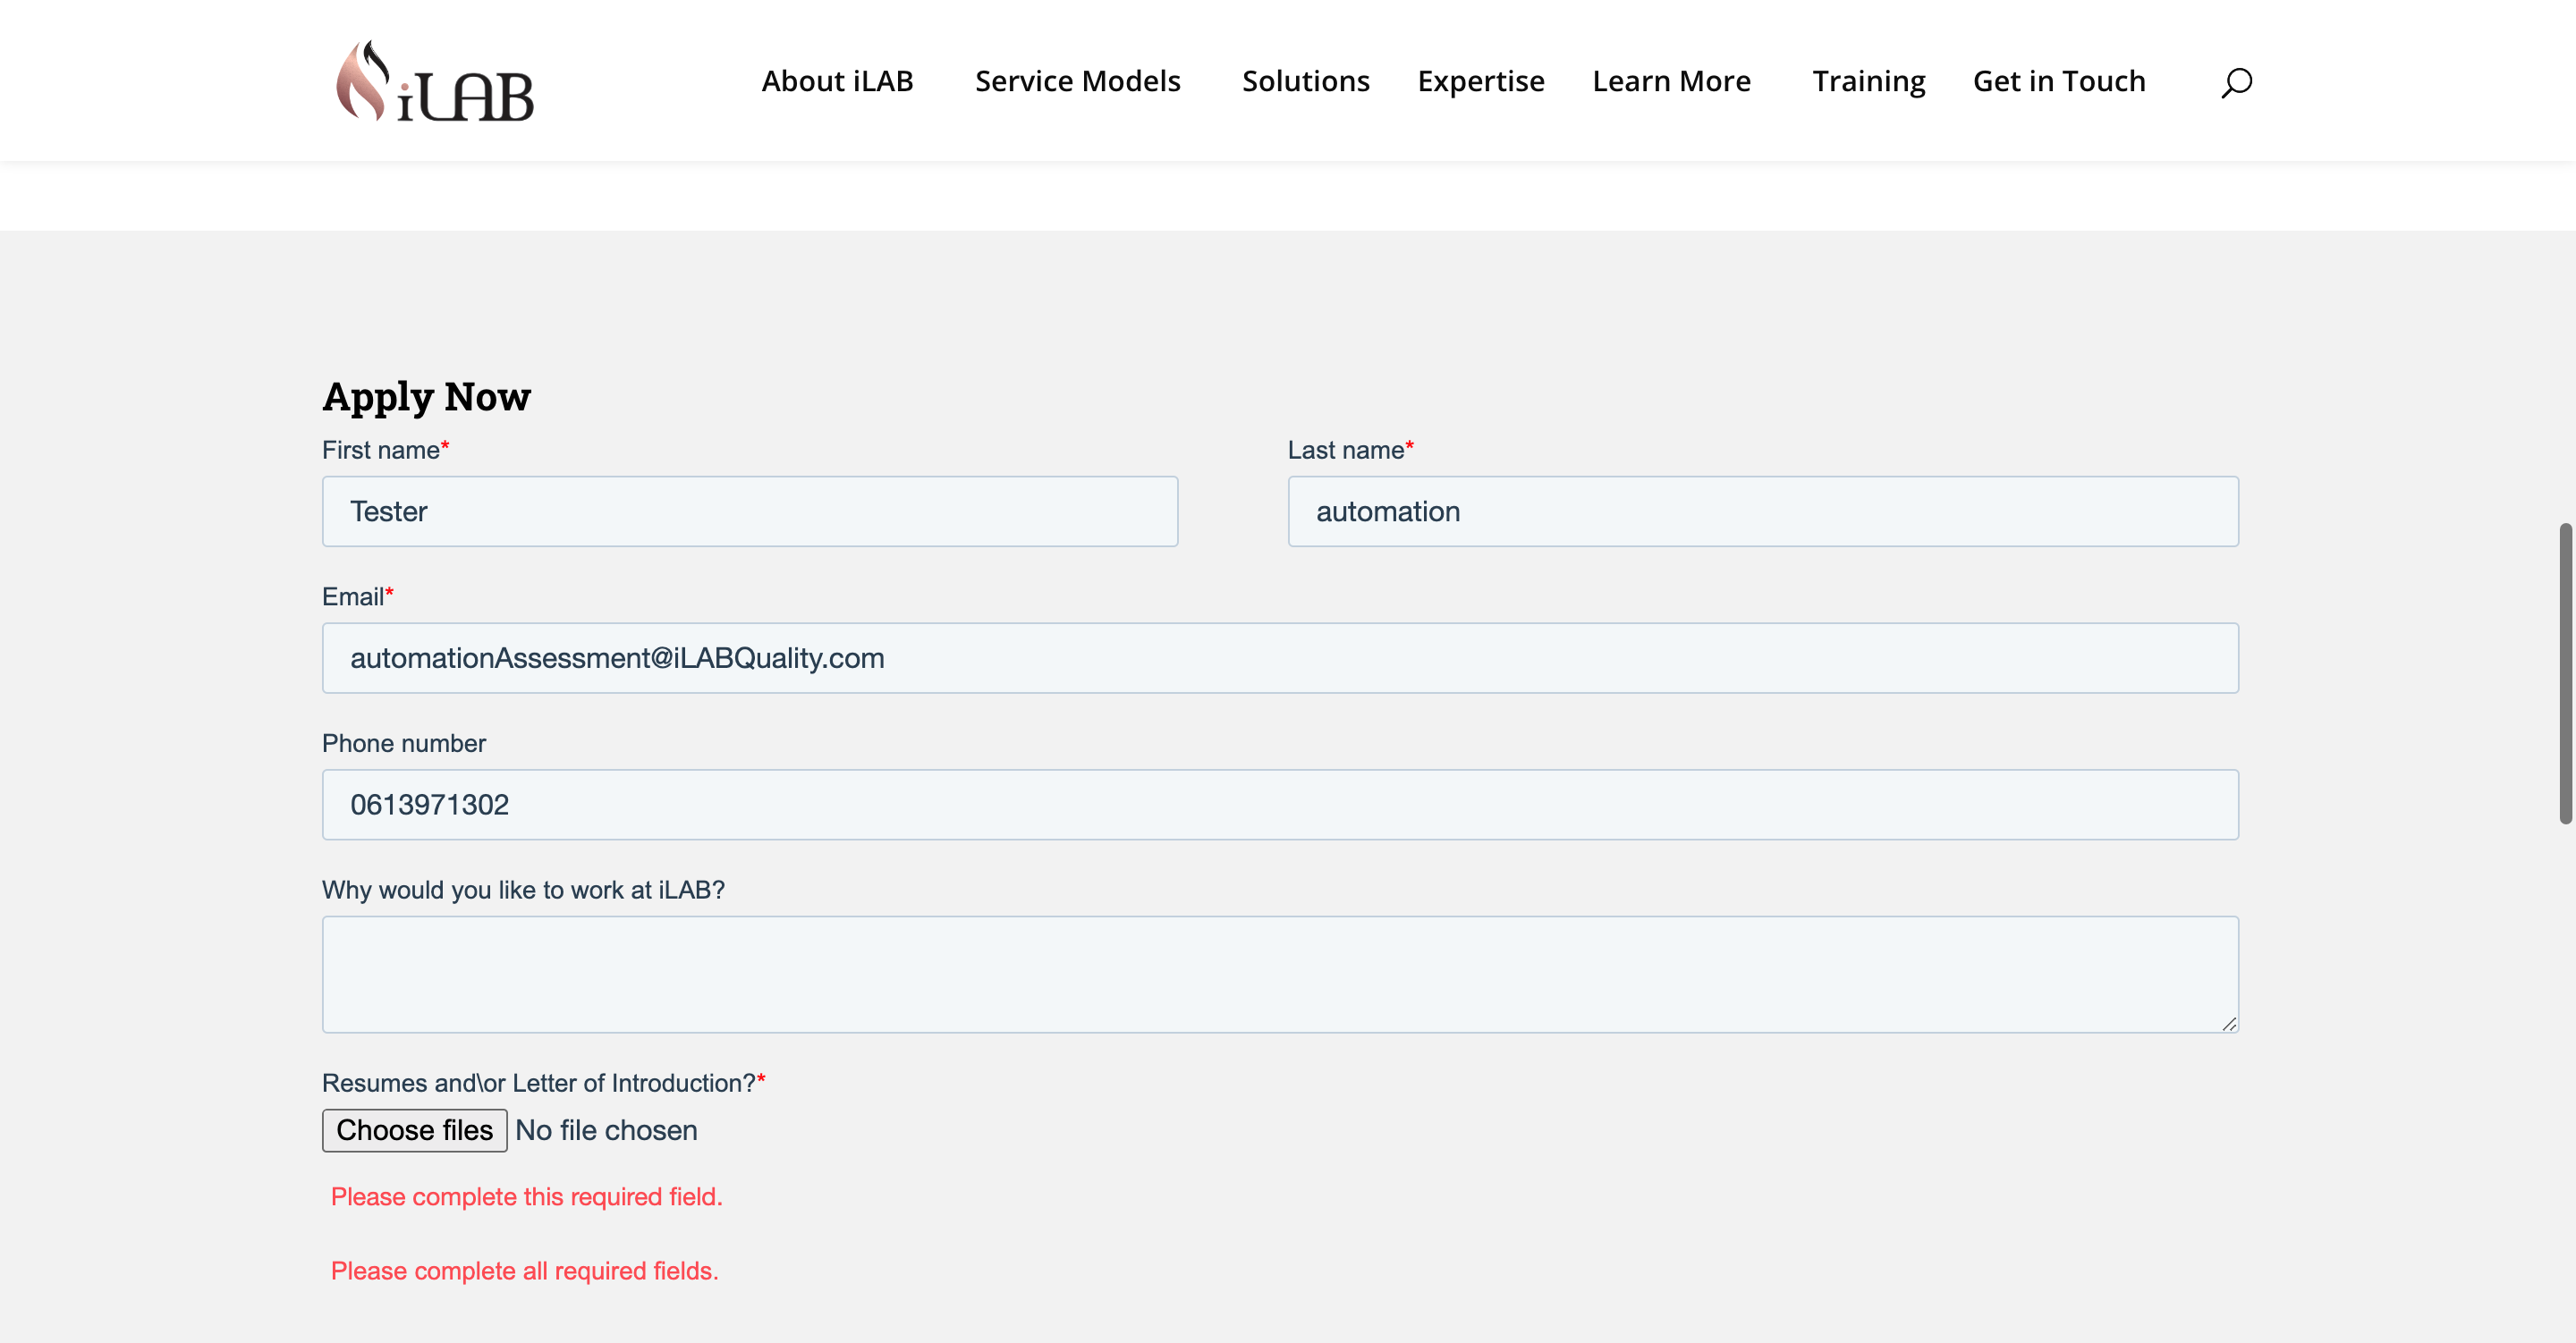 iLAB
About iLAB Service Models Solutions Expertise Learn More Training Get in Touch
Apply Now
First name* Last name*
Tester automation
Email*
automationAssessment@iLABQuality.com
Phone number
0613971302
Why would you like to work at iLAB?
Resumes and\or Letter of Introduction?*
Choose files No file chosen
Please complete this required field.
Please complete all required fields.